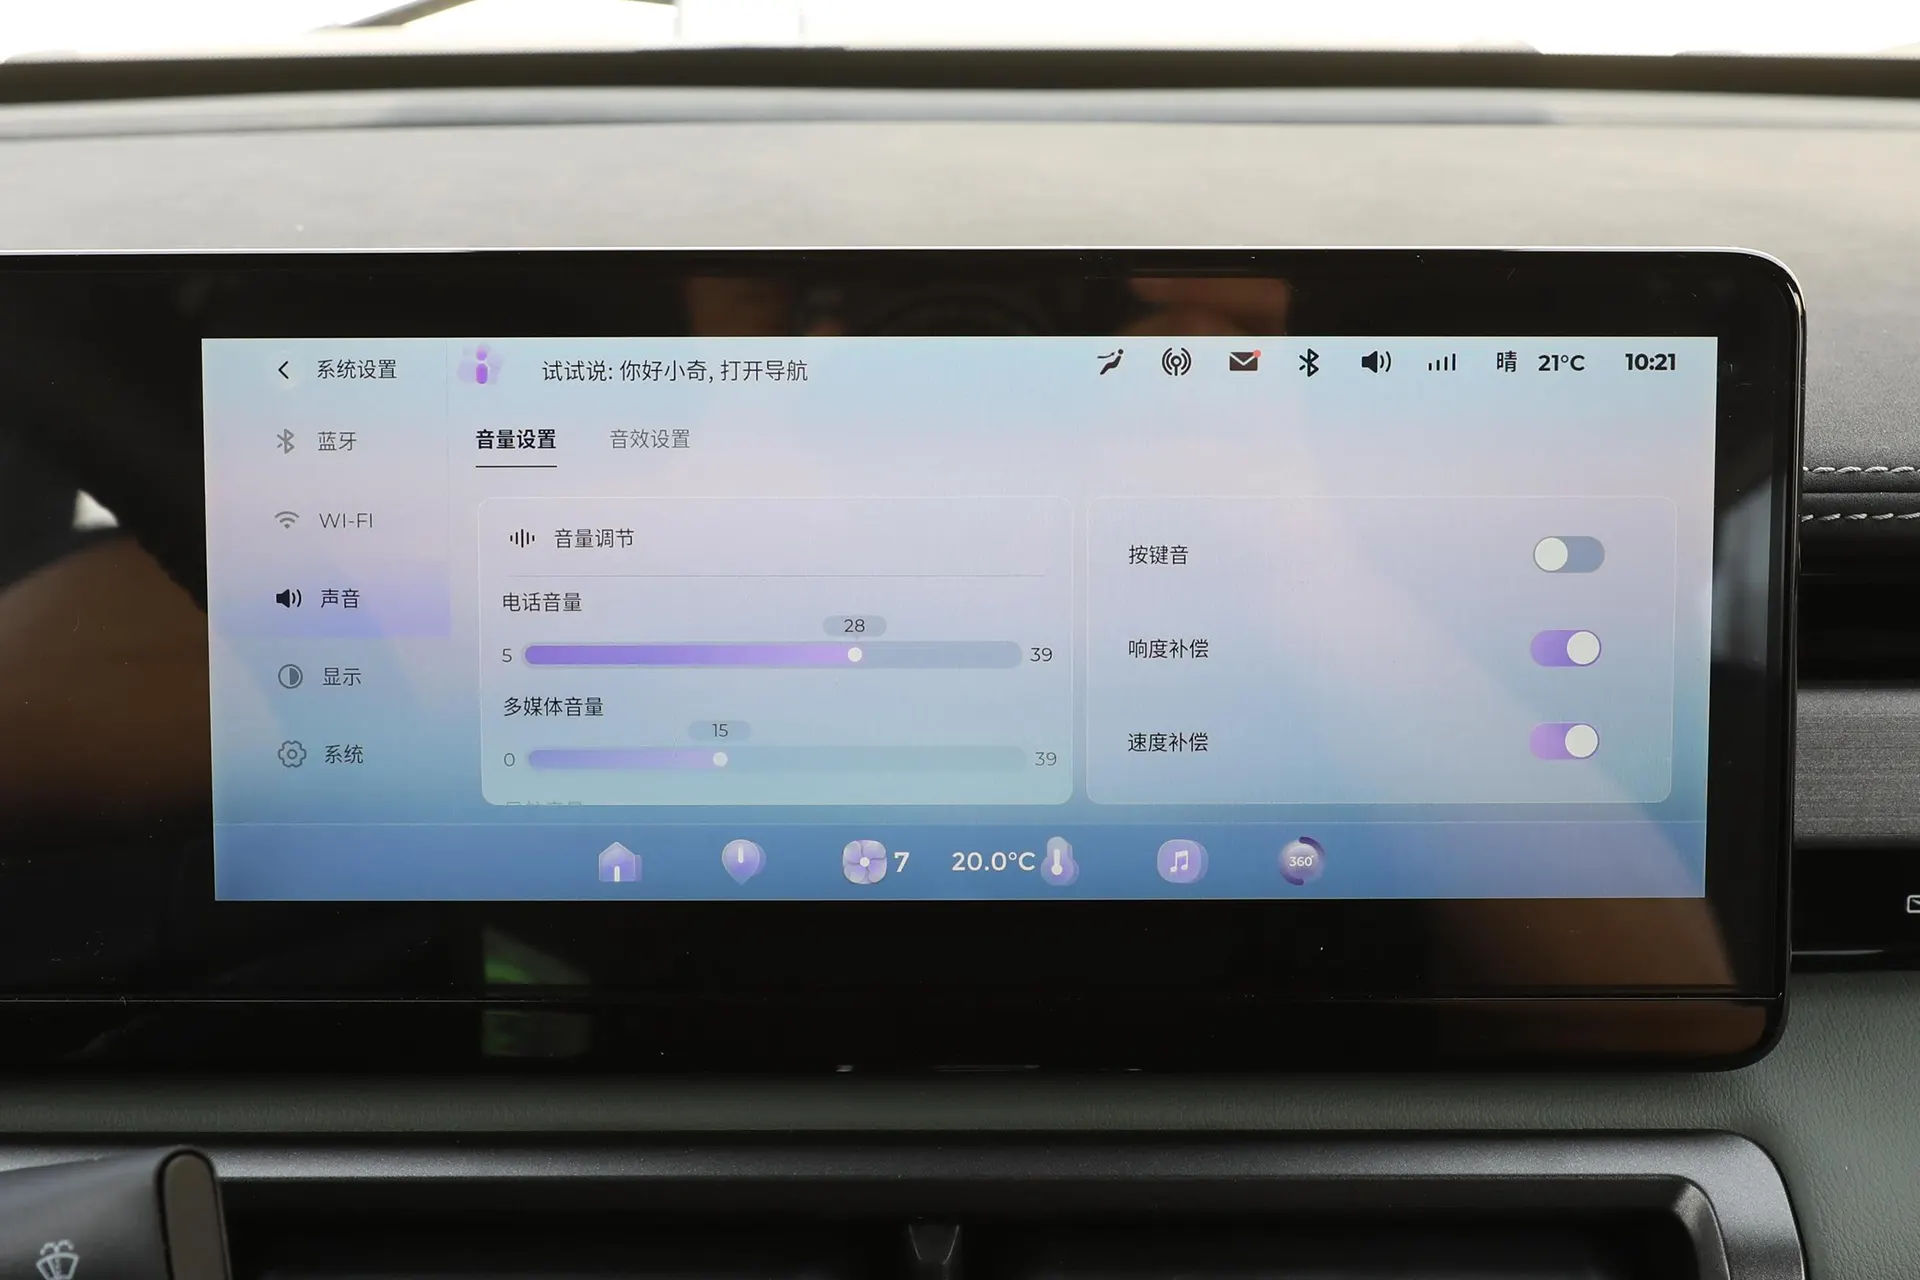 系统设置
试试说: 你好小奇, 打开导航
晴 21°C 10:21
蓝牙
WI-FI
声音
显示
系统
音量设置 音效设置
音量调节
电话音量
28
5 39
多媒体音量
15
0 39
按键音
响度补偿
速度补偿
7 20.0°C 360°